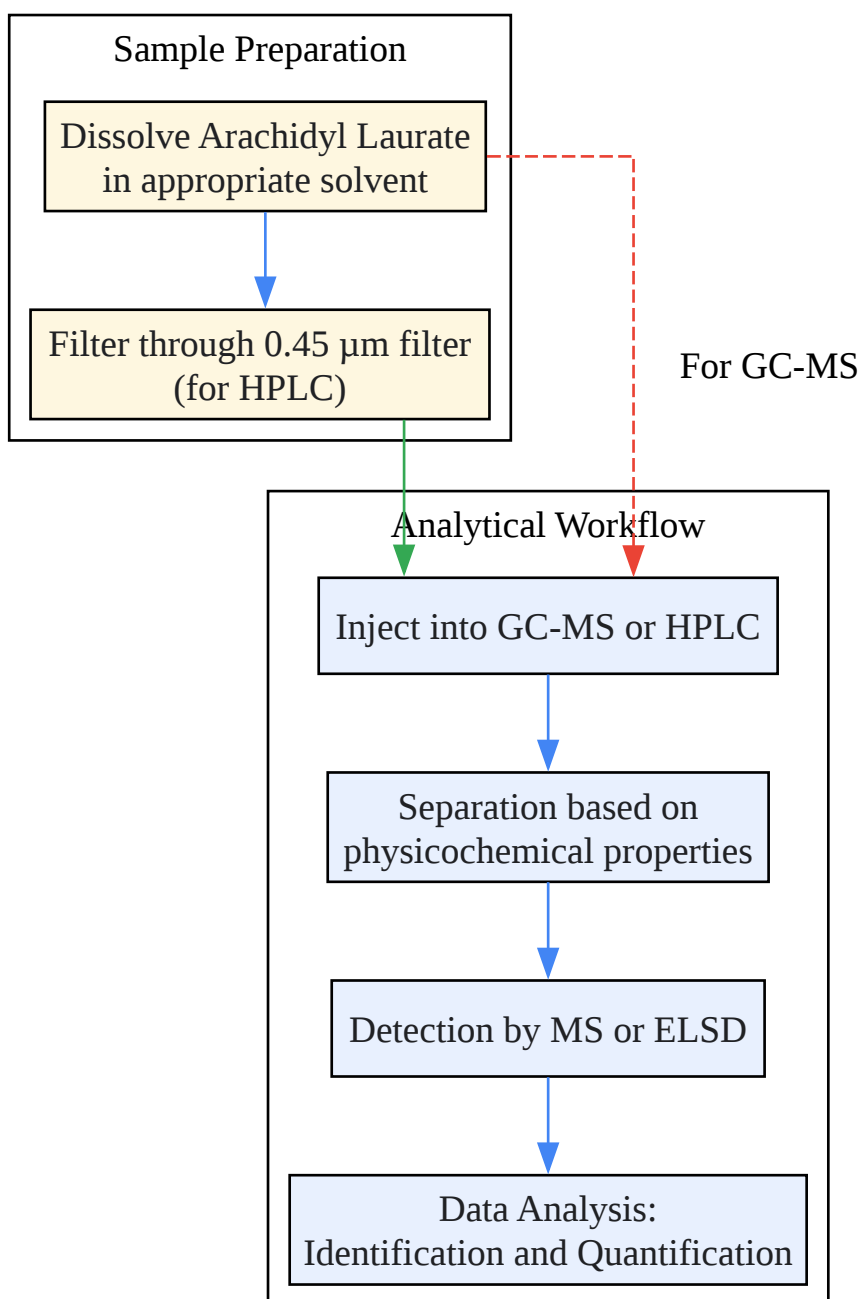 Sample Preparation
Dissolve Arachidyl Laurate
in appropriate solvent
Filter through 0.45 µm filter
(for HPLC)
For GC-MS
Analytical Workflow
Inject into GC-MS or HPLC
Separation based on
physicochemical properties
Detection by MS or ELSD
Data Analysis:
Identification and Quantification